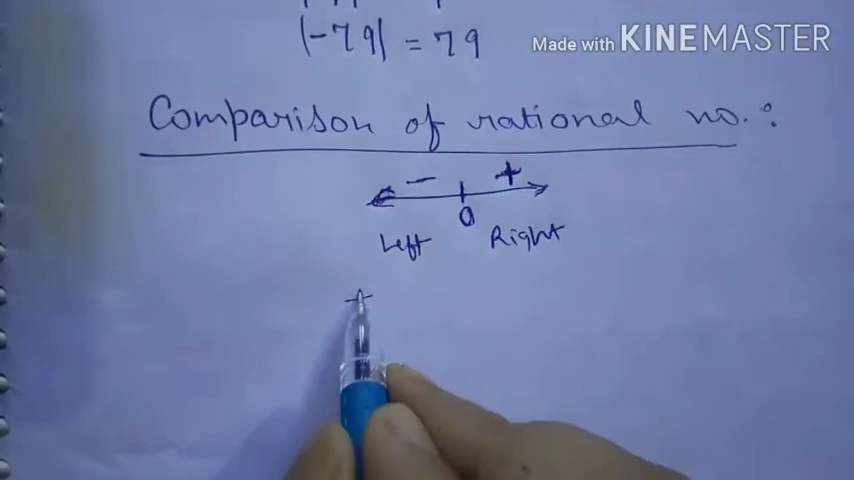 |-79| = 79
Made with KINEMASTER
Comparison of rational no. :
- +
0
Left Right
+